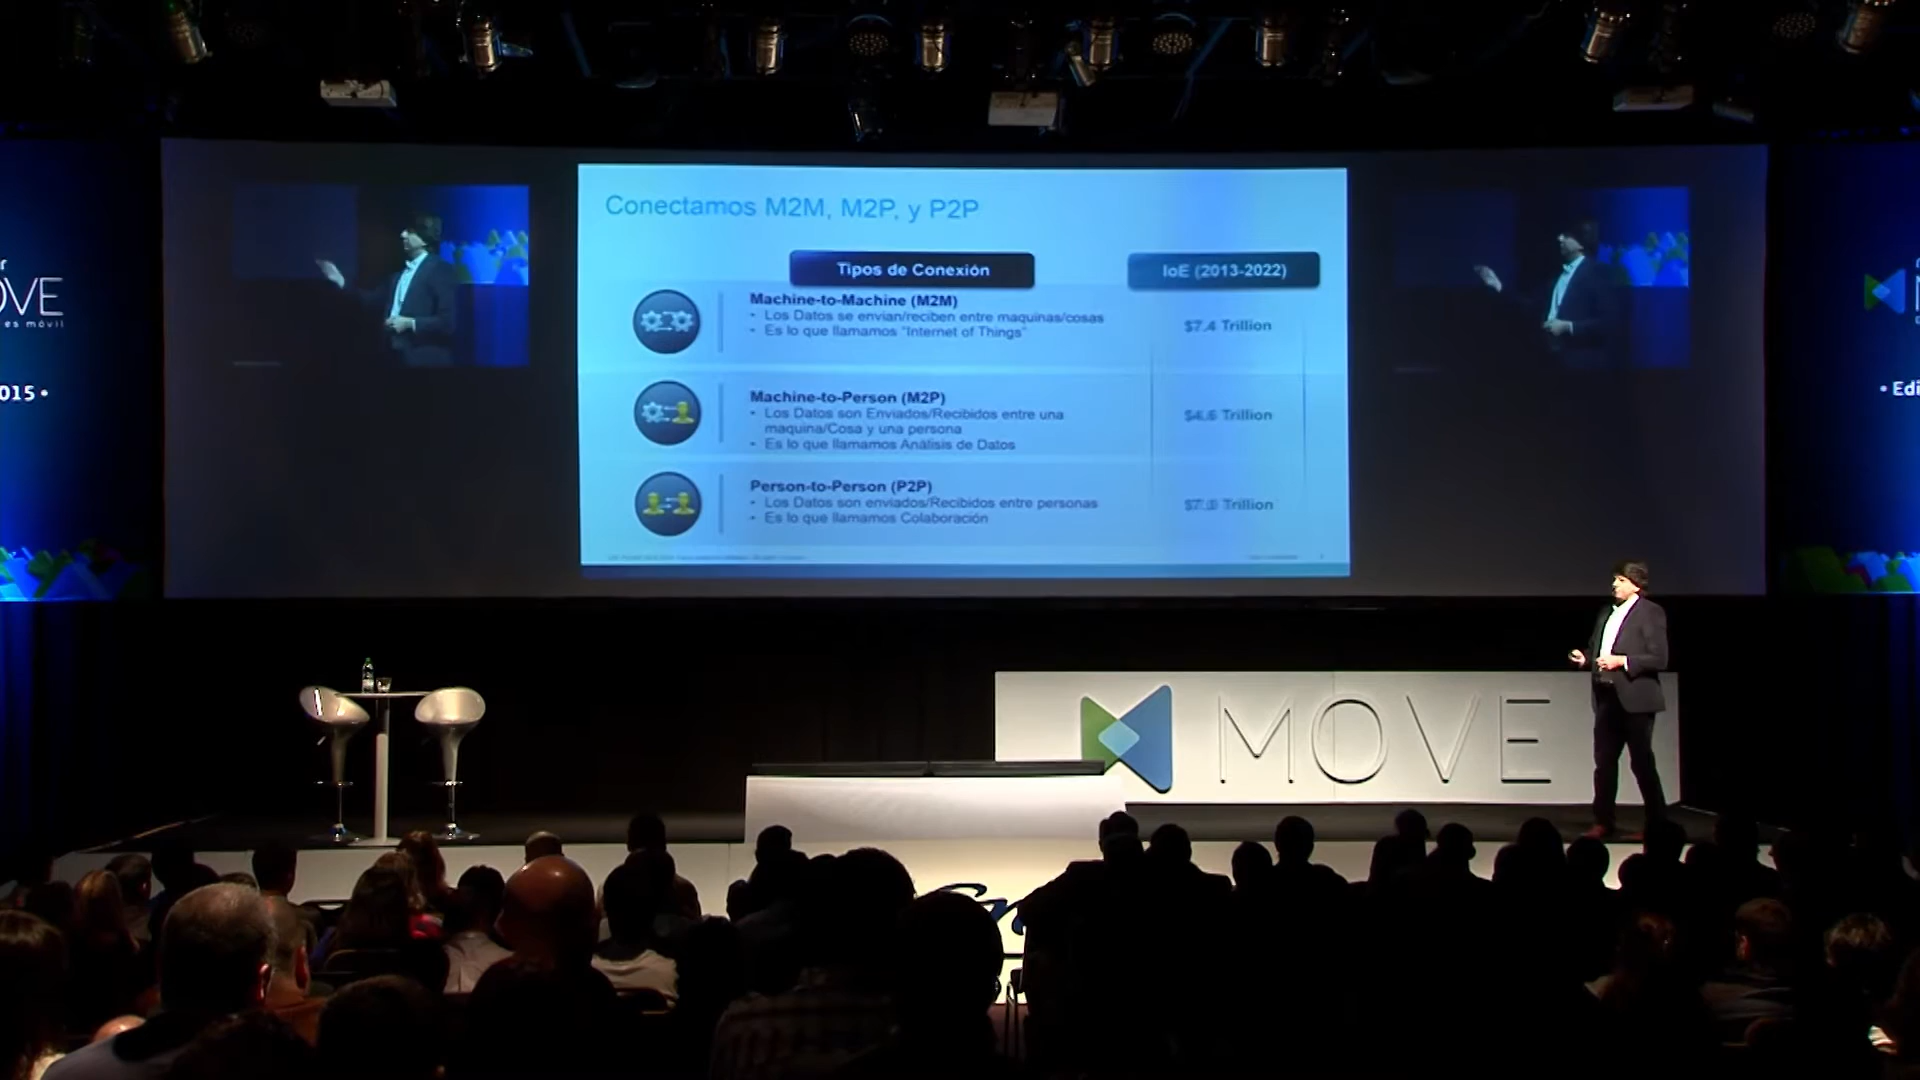 Conectamos M2M, M2P, y P2P
Tipos de Conexión
IoE (2013-2022)
Machine-to-Machine (M2M)
• Los Datos se envian/reciben entre maquinas/cosas
• Es lo que llamamos "Internet of Things"
$7.4 Trillion
Machine-to-Person (M2P)
• Los Datos son Enviados/Recibidos entre una
maquina/Cosa y una persona
• Es lo que llamamos Análisis de Datos
$4.6 Trillion
Person-to-Person (P2P)
• Los Datos son enviados/Recibidos entre personas
• Es lo que llamamos Colaboración
Trillion
OVE
es móvil
015 •
• Edi
MOVE